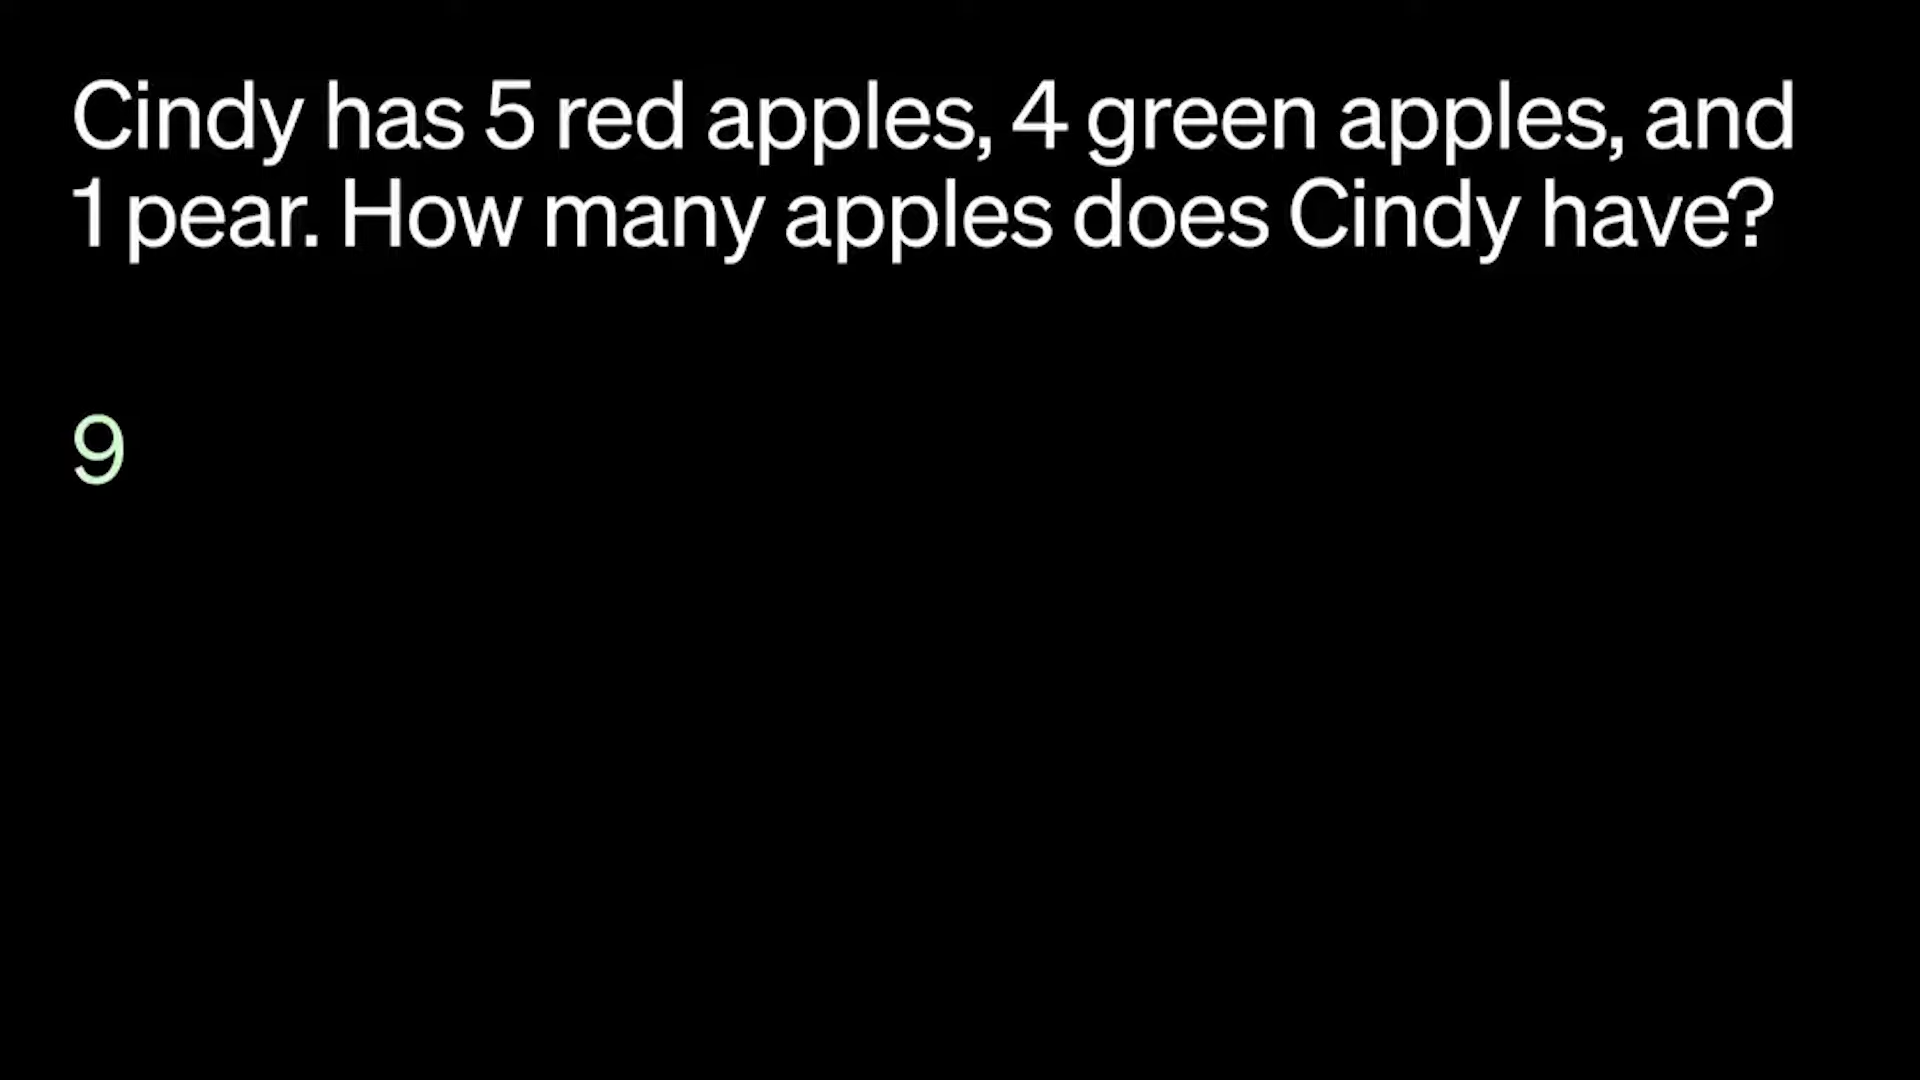 Cindy has 5 red apples, 4 green apples, and
1 pear. How many apples does Cindy have?
9